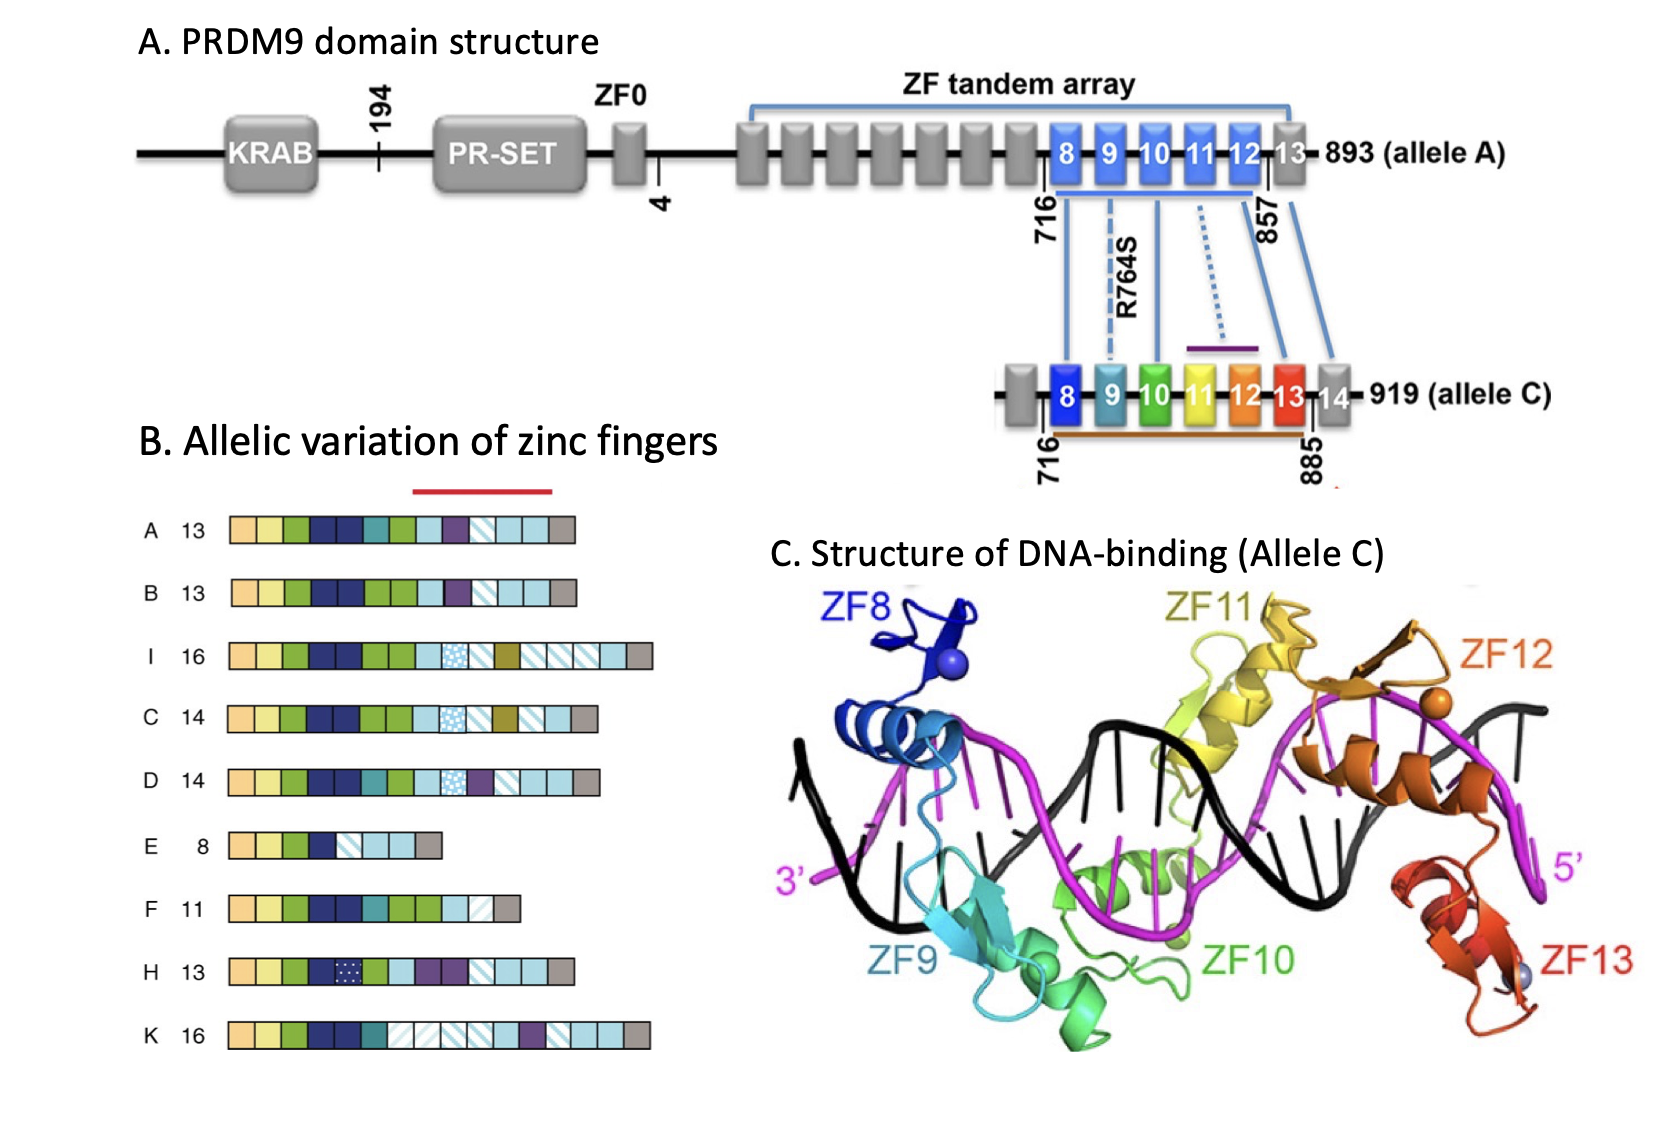 A. PRDM9 domain structure
ZF tandem array
ZF0
194
KRAB
PR-SET
8 9 10 11 12 13 893 (allele A)
4
716
857
R764S
8 9 10 11 12 13 14 919 (allele C)
716
885
B. Allelic variation of zinc fingers
A 13
B 13
I 16
C 14
D 14
E 8
F 11
H 13
K 16
C. Structure of DNA-binding (Allele C)
ZF8
ZF11
ZF12
3'
5'
ZF9
ZF10
ZF13